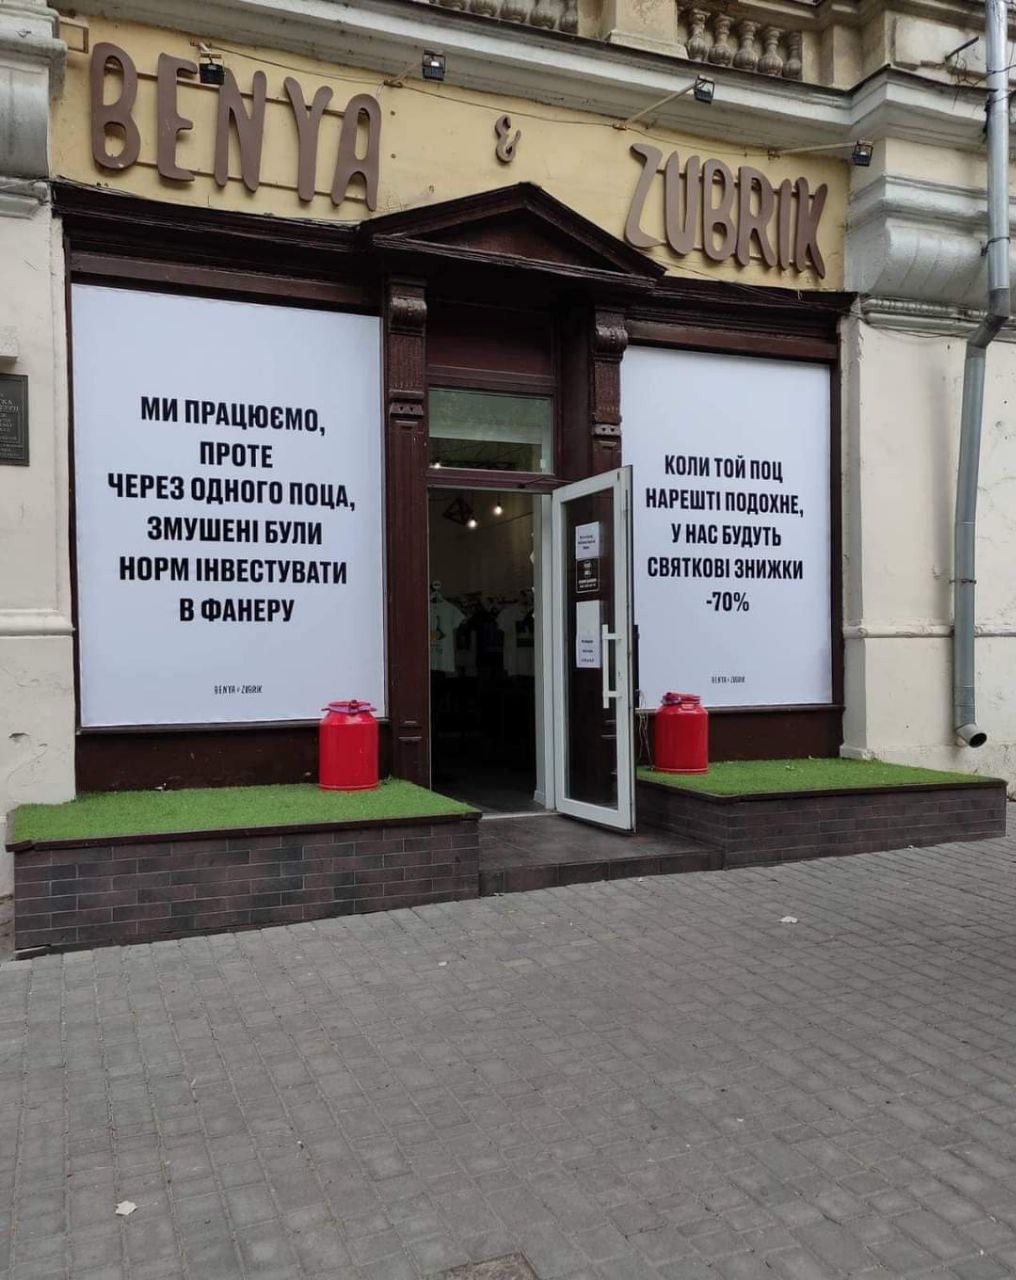 BENYA & ZUBRIK
МИ ПРАЦЮЄМО,
ПРОТЕ
ЧЕРЕЗ ОДНОГО ПОЦА,
ЗМУШЕНІ БУЛИ
НОРМ ІНВЕСТУВАТИ
В ФАНЕРУ
BENYA & ZUBRIK
КОЛИ ТОЙ ПОЦ
НАРЕШТІ ПОДОХНЕ,
У НАС БУДУТЬ
СВЯТКОВІ ЗНИЖКИ
-70%
BENYA & ZUBRIK